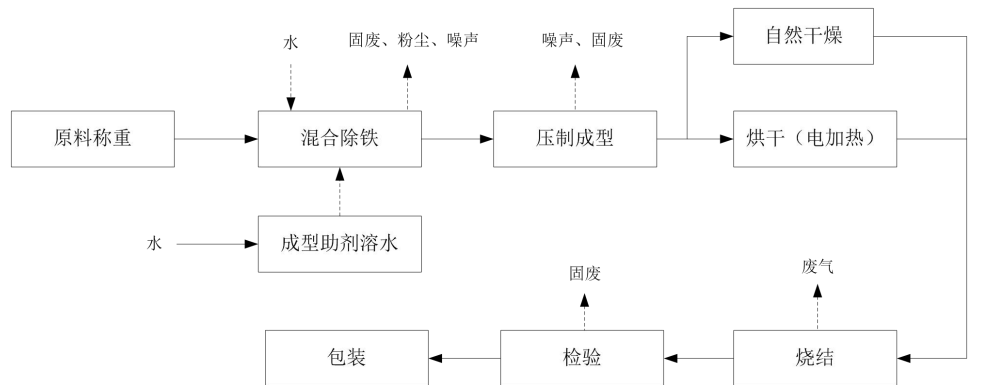 自然干燥
水
固废、粉尘、噪声
噪声、固废
原料称重
混合除铁
压制成型
烘干（电加热）
水
成型助剂溶水
固废
废气
包装
检验
烧结